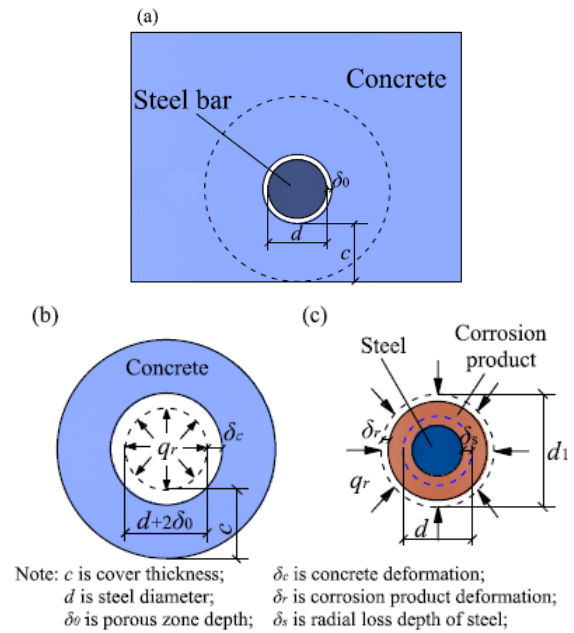 (a)
Concrete
Steel bar
δ0
d
c
(b)
(c)
Concrete
Steel
Corrosion
product
qr
δc
d+2δ0
c
δr
δs
qr
d
d1
Note: c is cover thickness; δc is concrete deformation;
d is steel diameter; δr is corrosion product deformation;
δ0 is porous zone depth; δs is radial loss depth of steel;